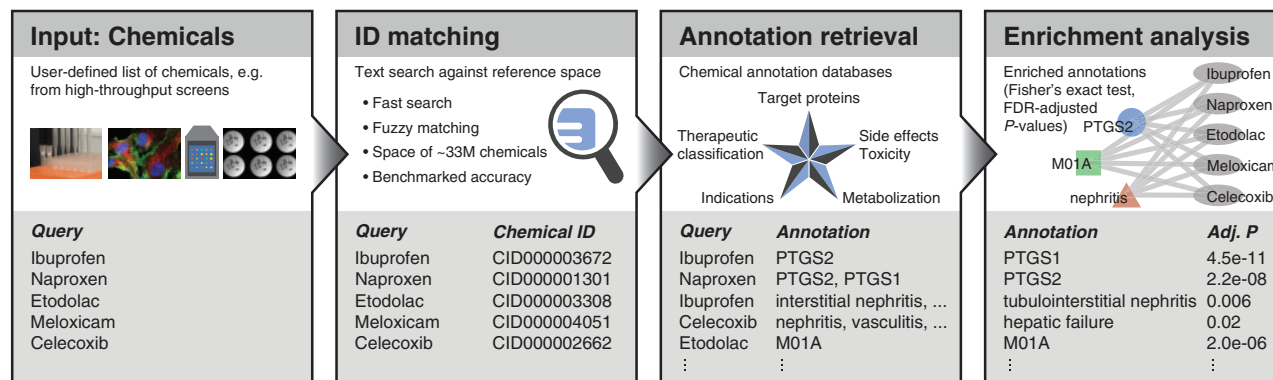 Input: Chemicals
User-defined list of chemicals, e.g.
from high-throughput screens
Query
Ibuprofen
Naproxen
Etodolac
Meloxicam
Celecoxib
ID matching
Text search against reference space
• Fast search
• Fuzzy matching
• Space of ~33M chemicals
• Benchmarked accuracy
Query Chemical ID
Ibuprofen CID000003672
Naproxen CID000001301
Etodolac CID000003308
Meloxicam CID000004051
Celecoxib CID000002662
Annotation retrieval
Chemical annotation databases
Target proteins
Therapeutic
classification
Side effects
Toxicity
Indications
Metabolization
Query Annotation
Ibuprofen PTGS2
Naproxen PTGS2, PTGS1
Ibuprofen interstitial nephritis, ...
Celecoxib nephritis, vasculitis, ...
Etodolac M01A
⋮ ⋮
Enrichment analysis
Enriched annotations
(Fisher's exact test,
FDR-adjusted
P-values)
PTGS2
M01A
nephritis
Ibuprofen
Naproxen
Etodolac
Meloxicam
Celecoxib
Annotation Adj. P
PTGS1 4.5e-11
PTGS2 2.2e-08
tubulointerstitial nephritis 0.006
hepatic failure 0.02
M01A 2.0e-06
⋮ ⋮